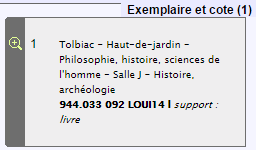 Exemplaire et cote (1)
1 Tolbiac - Haut-de-jardin -
Philosophie, histoire, sciences de
l'homme - Salle J - Histoire,
archéologie
944.033 092 LOUI14 l support :
livre